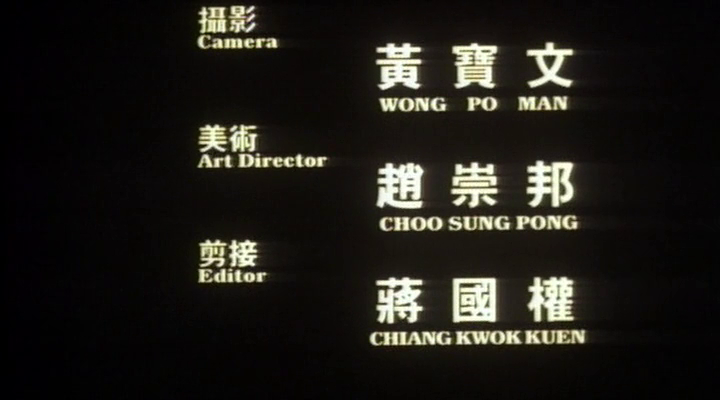 攝影
Camera
黃寶文
WONG PO MAN
美術
Art Director
趙崇邦
CHOO SUNG PONG
剪接
Editor
蔣國權
CHIANG KWOK KUEN